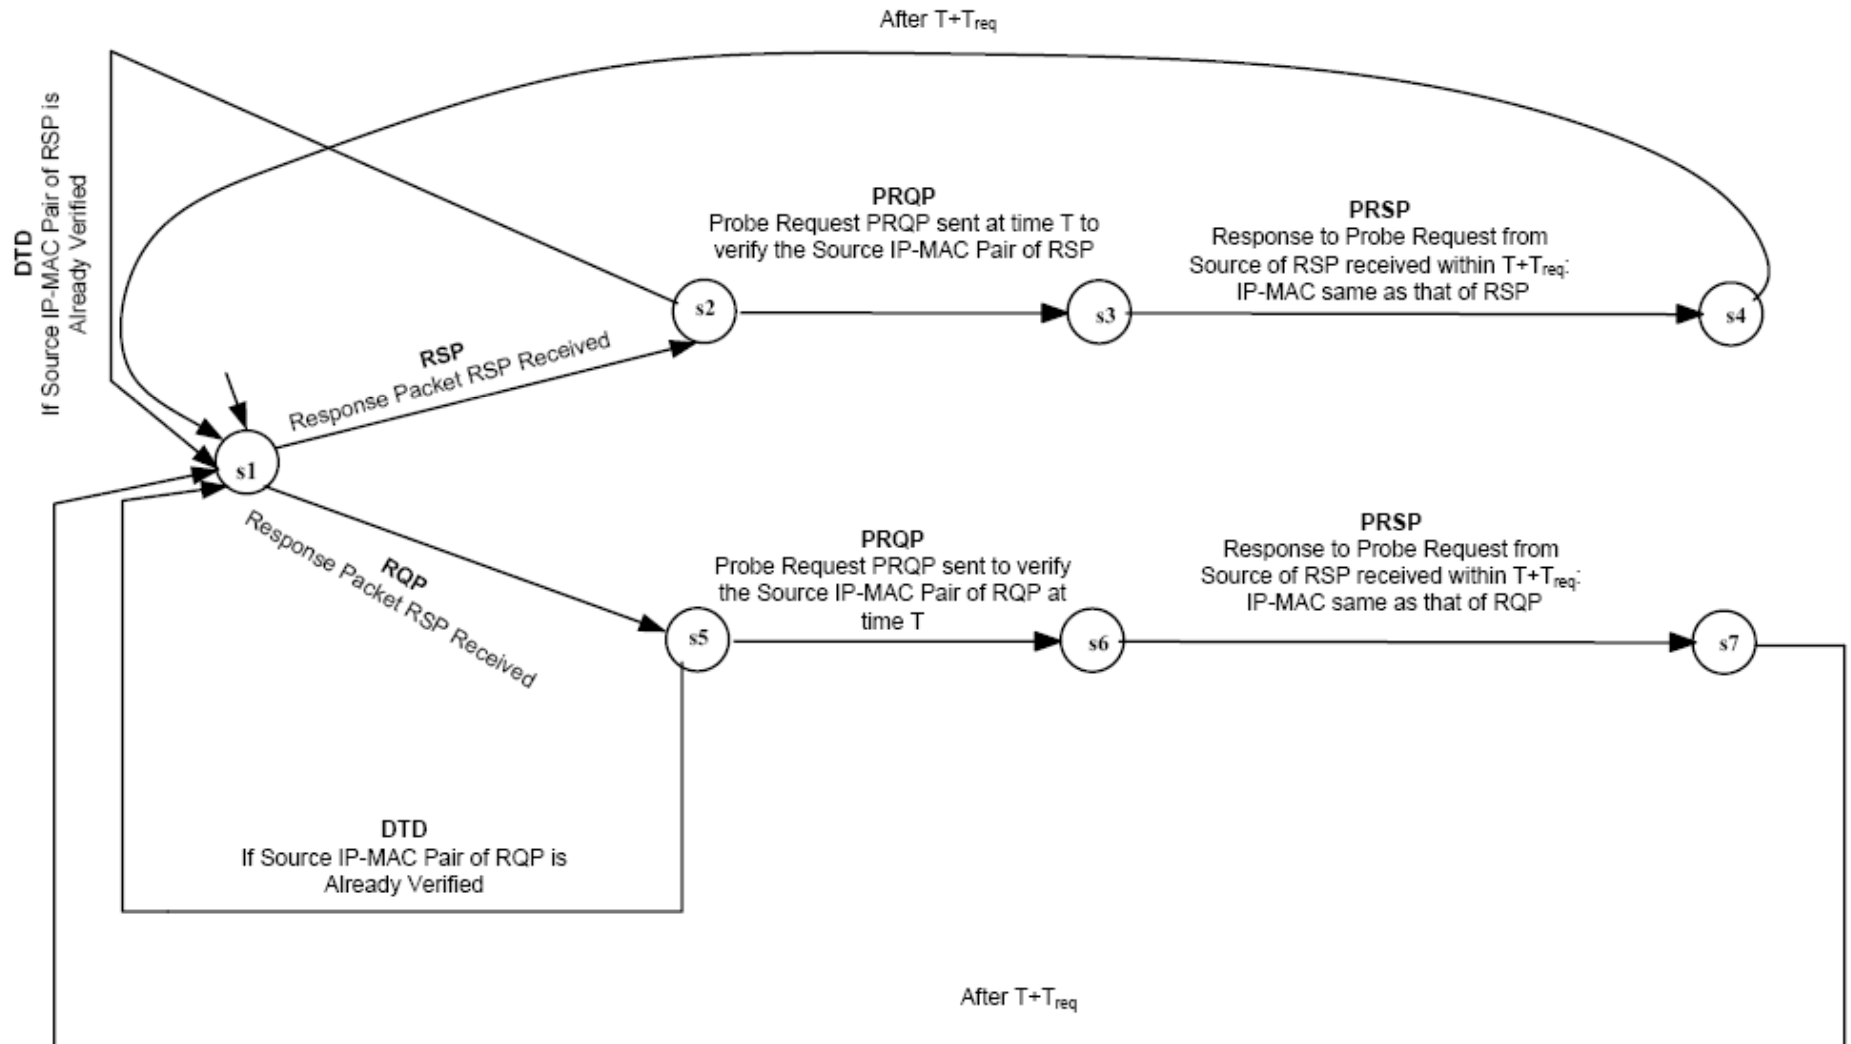 After T+Treq
DTD
If Source IP-MAC Pair of RSP is
Already Verified
PRQP
Probe Request PRQP sent at time T to
verify the Source IP-MAC Pair of RSP
PRSP
Response to Probe Request from
Source of RSP received within T+Treq:
IP-MAC same as that of RSP
s2
s3
s4
RSP
Response Packet RSP Received
s1
RQP
Response Packet RSP Received
PRQP
Probe Request PRQP sent to verify
the Source IP-MAC Pair of RQP at
time T
PRSP
Response to Probe Request from
Source of RSP received within T+Treq:
IP-MAC same as that of RQP
s5
s6
s7
DTD
If Source IP-MAC Pair of RQP is
Already Verified
After T+Treq